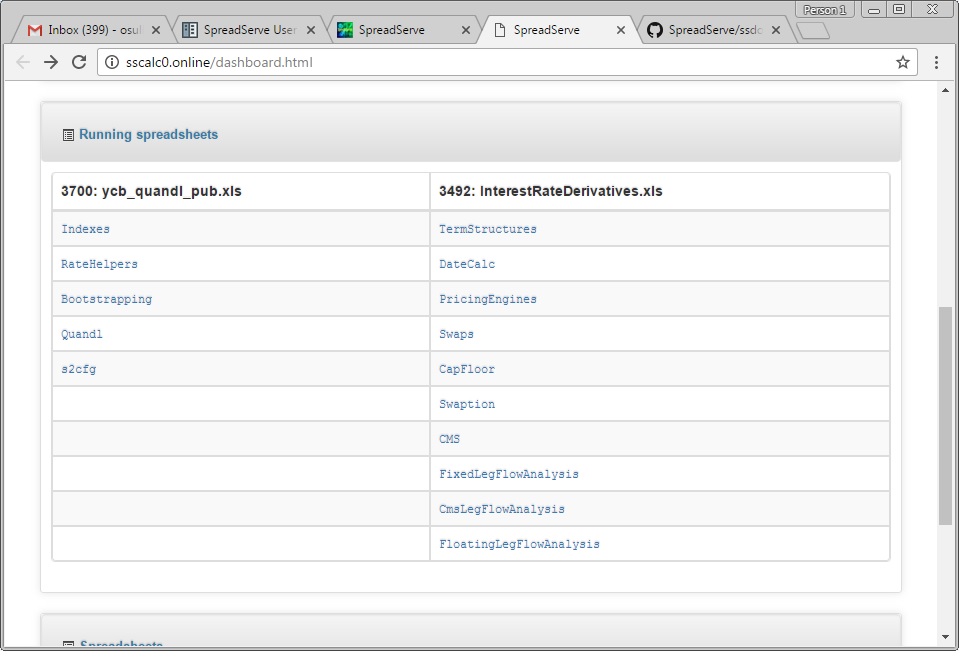 Person 1
Inbox (399) - osul SpreadServe User SpreadServe SpreadServe SpreadServe/ssdc
sscalc0.online/dashboard.html
Running spreadsheets
3700: ycb_quandl_pub.xls 3492: InterestRateDerivatives.xls
Indexes TermStructures
RateHelpers DateCalc
Bootstrapping PricingEngines
Quandl Swaps
s2cfg CapFloor
Swaption
CMS
FixedLegFlowAnalysis
CmsLegFlowAnalysis
FloatingLegFlowAnalysis
Spreadsheets